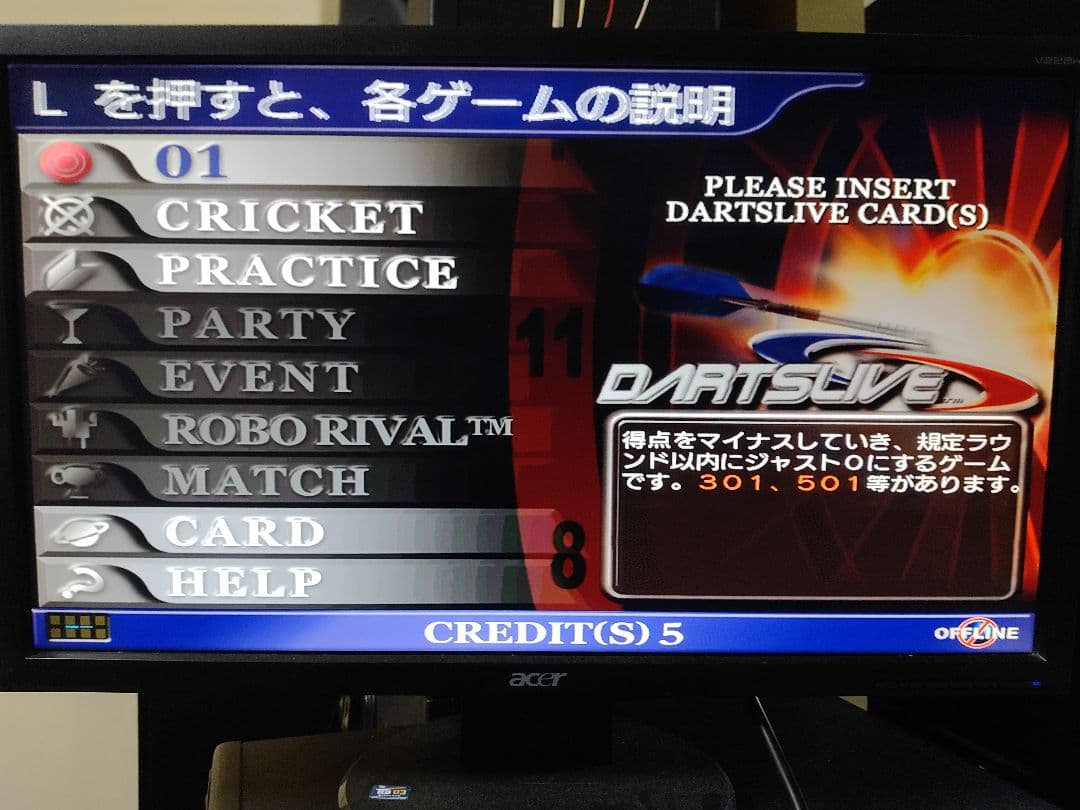 L を押すと、各ゲームの説明
01
CRICKET
PRACTICE
PARTY
EVENT
ROBO RIVAL™
MATCH
CARD
HELP
11
8
PLEASE INSERT
DARTSLIVE CARD(S)
DARTSLIVE
得点をマイナスしていき、規定ラウ
ンド以内にジャスト0にするゲーム
です。301、501等があります。
CREDIT(S) 5
OFFLINE
acer